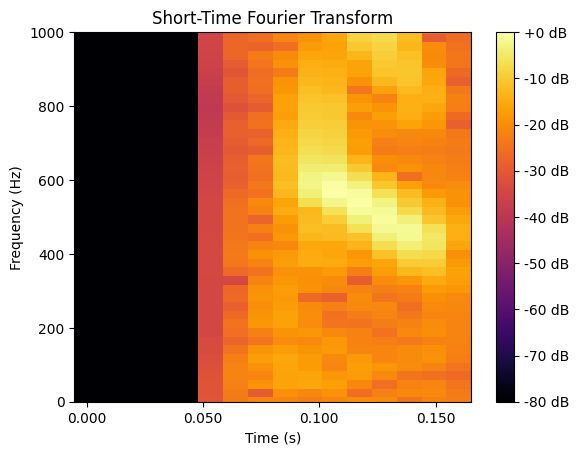 Short-Time Fourier Transform
Frequency (Hz)
1000
800
600
400
200
0
0.000
0.050
0.100
0.150
Time (s)
+0 dB
-10 dB
-20 dB
-30 dB
-40 dB
-50 dB
-60 dB
-70 dB
-80 dB